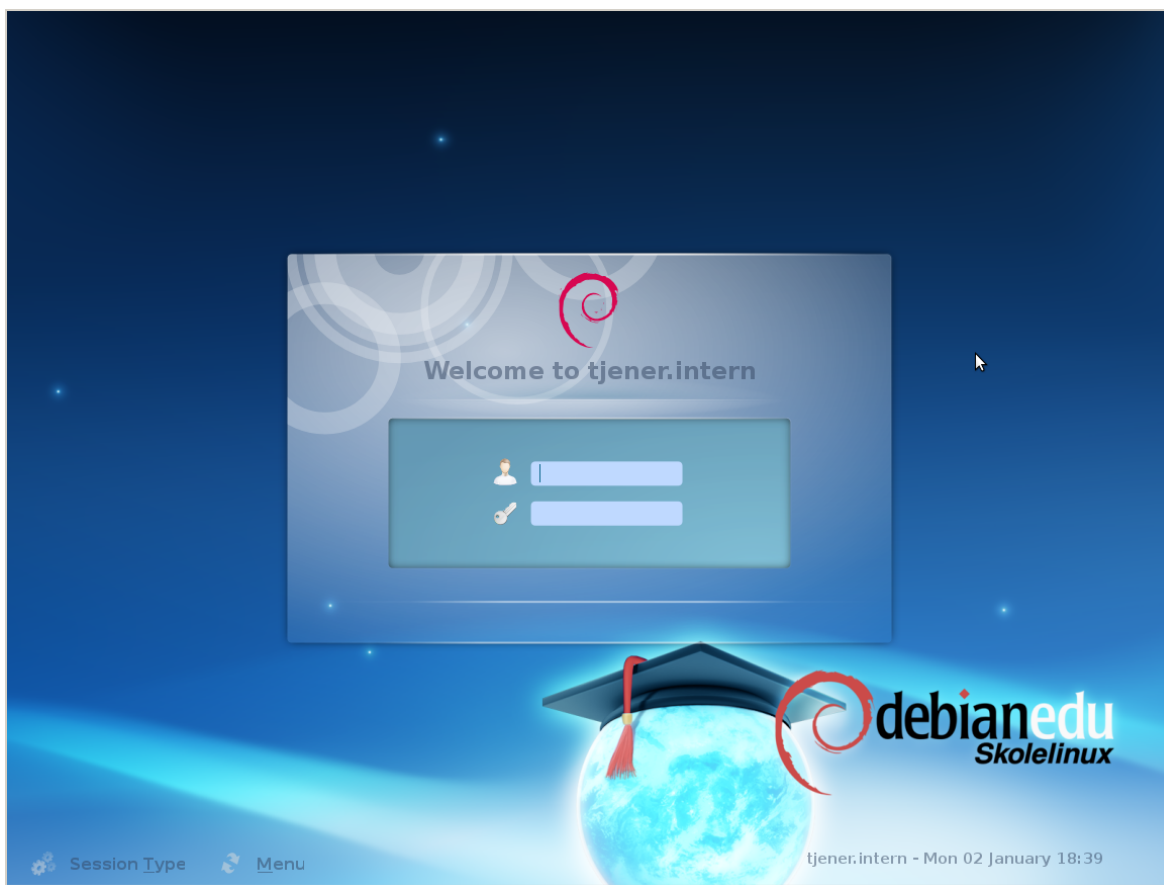 Welcome to tjener.intern
debianedu
Skolelinux
Session Type
Menu
tjener.intern - Mon 02 January 18:39